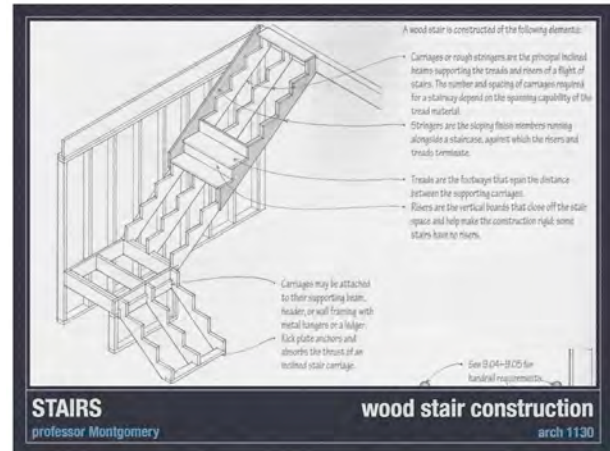 A wood stair is constructed of the following elements:
Carriages or rough stringers are the principal inclined
beams supporting the treads and risers of a flight of
stairs. The number and spacing of carriages required
for a stairway depend on the spanning capability of
the tread material.
Stringers are the sloping finish members running
alongside a staircase, against which the risers and
treads terminate.
Treads are the footways that span the distance
between the supporting carriages.
Risers are the vertical boards that close off the stair
space and help make the construction rigid; some
stairs have no risers.
Carriages may be attached
to their supporting beam,
header, or wall framing with
metal hangers or a ledger.
Kick plate anchors and
absorbs the thrust of an
inclined stair carriage.
See 9.04–9.05 for
handrail requirements.
STAIRS
wood stair construction
professor Montgomery
arch 1130